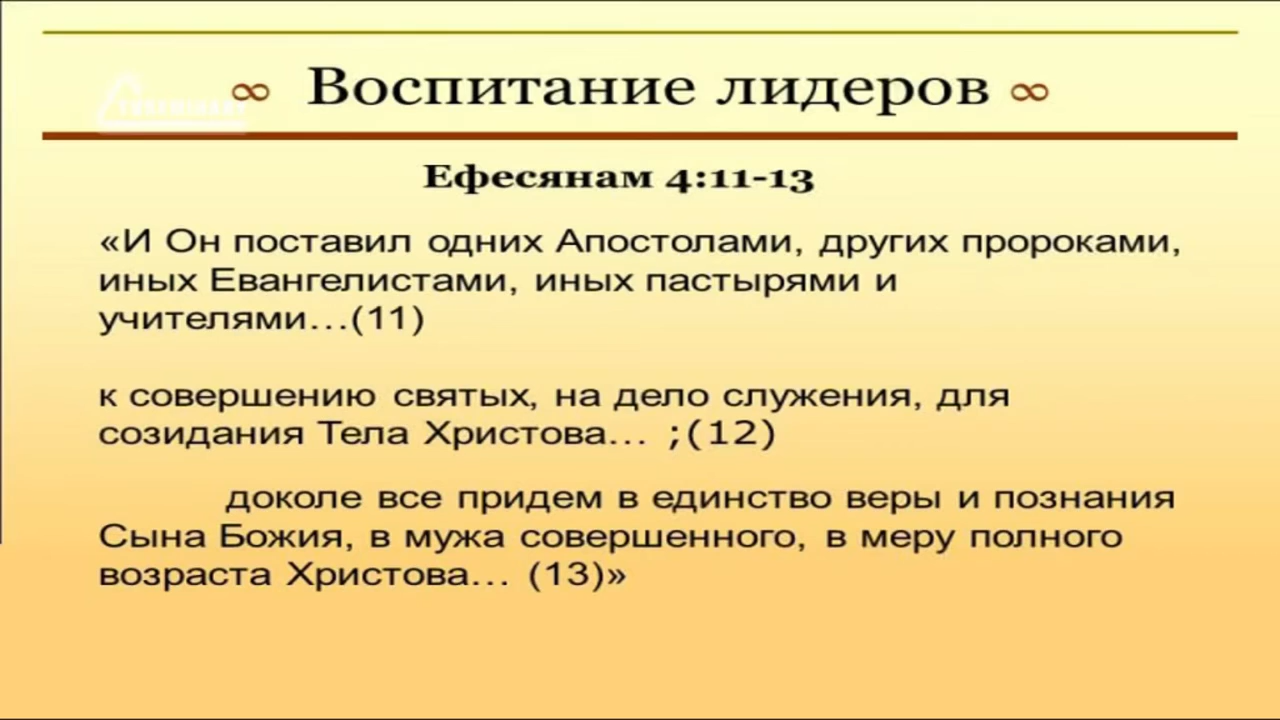 ∞ Воспитание лидеров ∞
Ефесянам 4:11-13
«И Он поставил одних Апостолами, других пророками,
иных Евангелистами, иных пастырями и
учителями…(11)
к совершению святых, на дело служения, для
созидания Тела Христова… ;(12)
доколе все придем в единство веры и познания
Сына Божия, в мужа совершенного, в меру полного
возраста Христова… (13)»